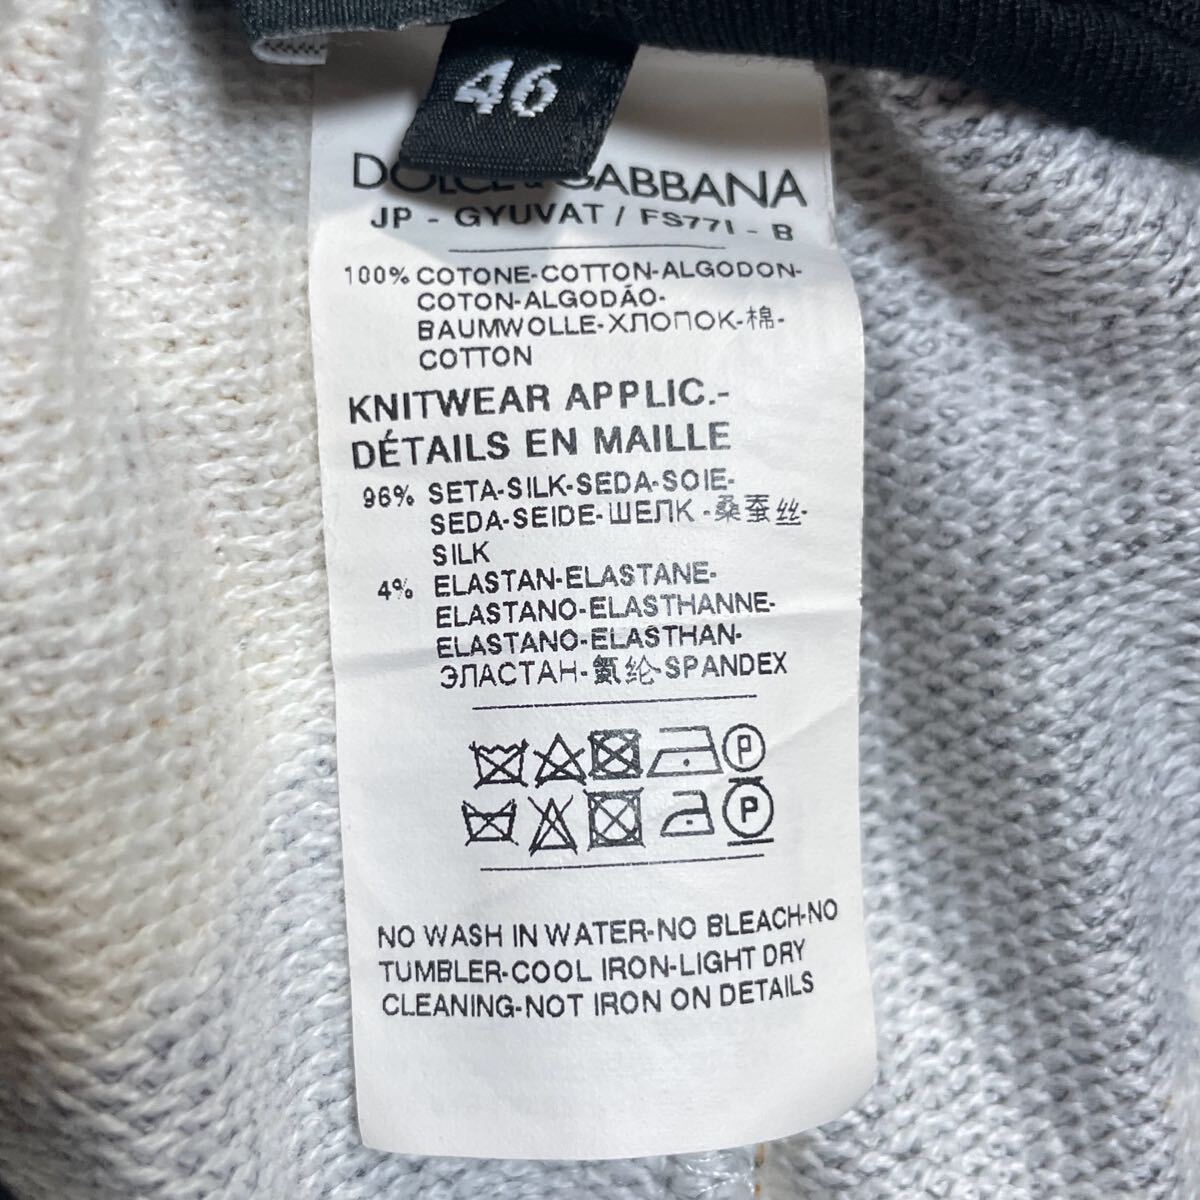 46
DOLCE & GABBANA
JP - GYUVAT / FS77I - B
100% COTONE-COTTON-ALGODON-
COTON-ALGODÃO-
BAUMWOLLE-ХЛОПОК-棉-
COTTON
KNITWEAR APPLIC.-
DÉTAILS EN MAILLE
96% SETA-SILK-SEDA-SOIE-
SEDA-SEIDE-ШЕЛК-桑蚕丝-
SILK
4% ELASTAN-ELASTANE-
ELASTANO-ELASTHANNE-
ELASTANO-ELASTHAN-
ЭЛАСТАН-氨纶-SPANDEX
P
P
NO WASH IN WATER-NO BLEACH-NO
TUMBLER-COOL IRON-LIGHT DRY
CLEANING-NOT IRON ON DETAILS